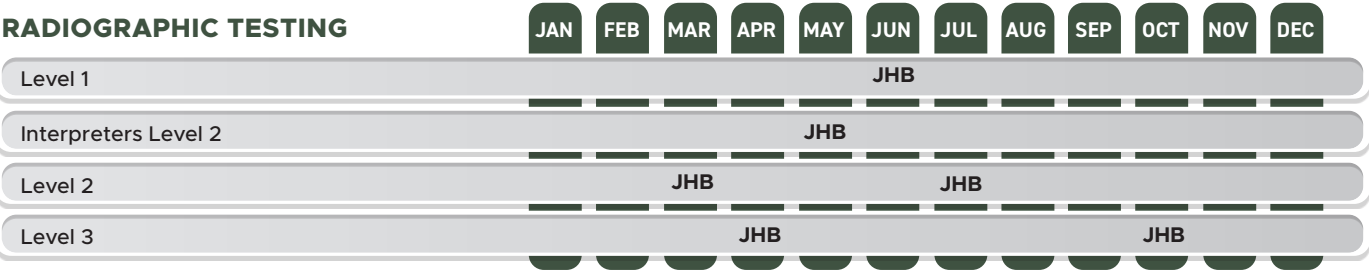 RADIOGRAPHIC TESTING JAN FEB MAR APR MAY JUN JUL AUG SEP OCT NOV DEC
Level 1 JHB
Interpreters Level 2 JHB
Level 2 JHB JHB
Level 3 JHB JHB